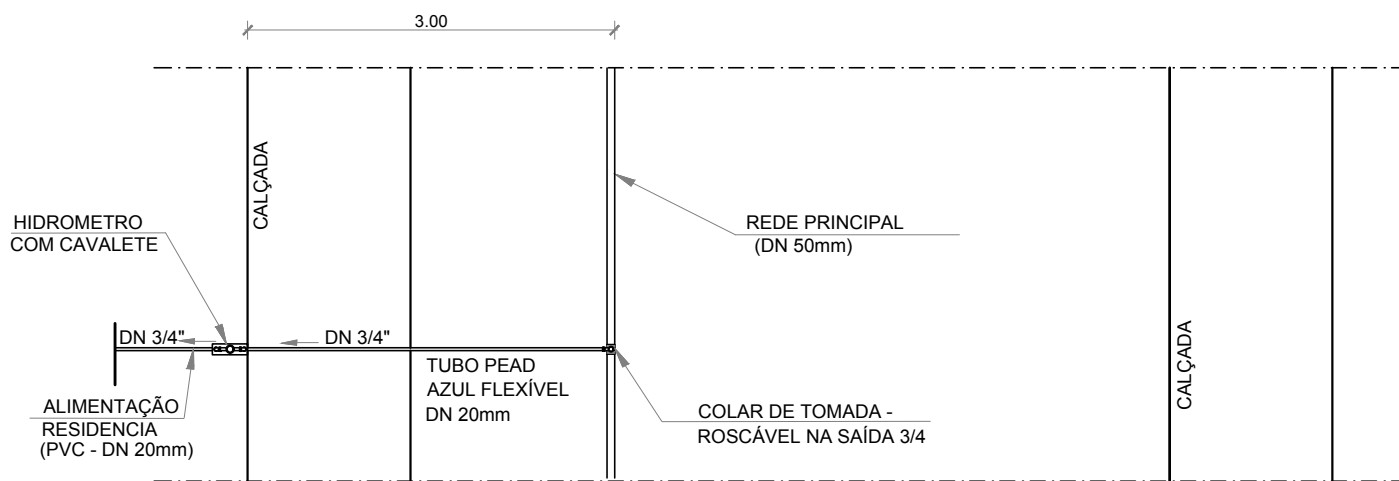 3.00
CALÇADA
HIDROMETRO
COM CAVALETE
REDE PRINCIPAL
(DN 50mm)
DN 3/4"
DN 3/4"
TUBO PEAD
AZUL FLEXÍVEL
DN 20mm
CALÇADA
ALIMENTAÇÃO
RESIDENCIA
(PVC - DN 20mm)
COLAR DE TOMADA -
ROSCÁVEL NA SAÍDA 3/4